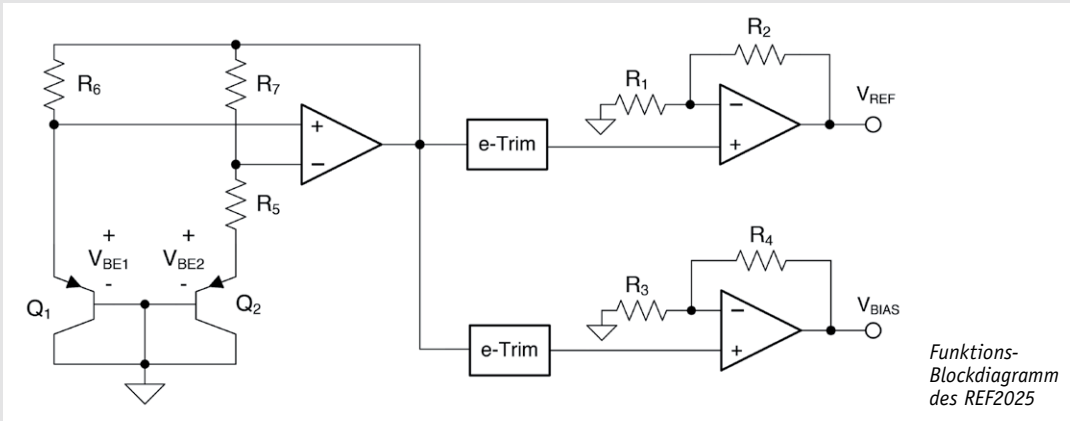 R6
R7
+
−
R5
+
VBE1
-
+
VBE2
-
Q1
Q2
e-Trim
R1
R2
−
+
VREF
e-Trim
R3
R4
−
+
VBIAS
Funktions-
Blockdiagramm
des REF2025